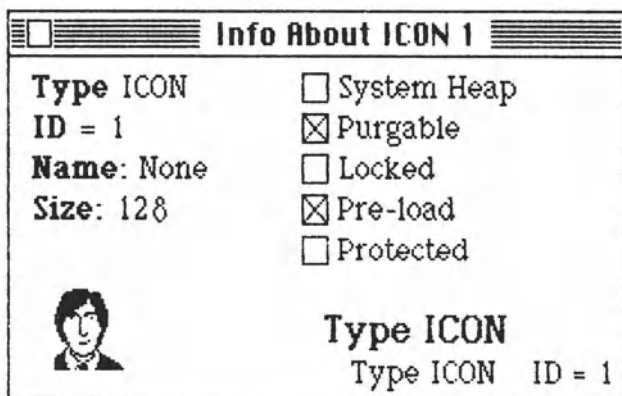 Info About ICON 1
Type ICON
ID = 1
Name: None
Size: 128
System Heap
Purgable
Locked
Pre-load
Protected
Type ICON
Type ICON ID = 1